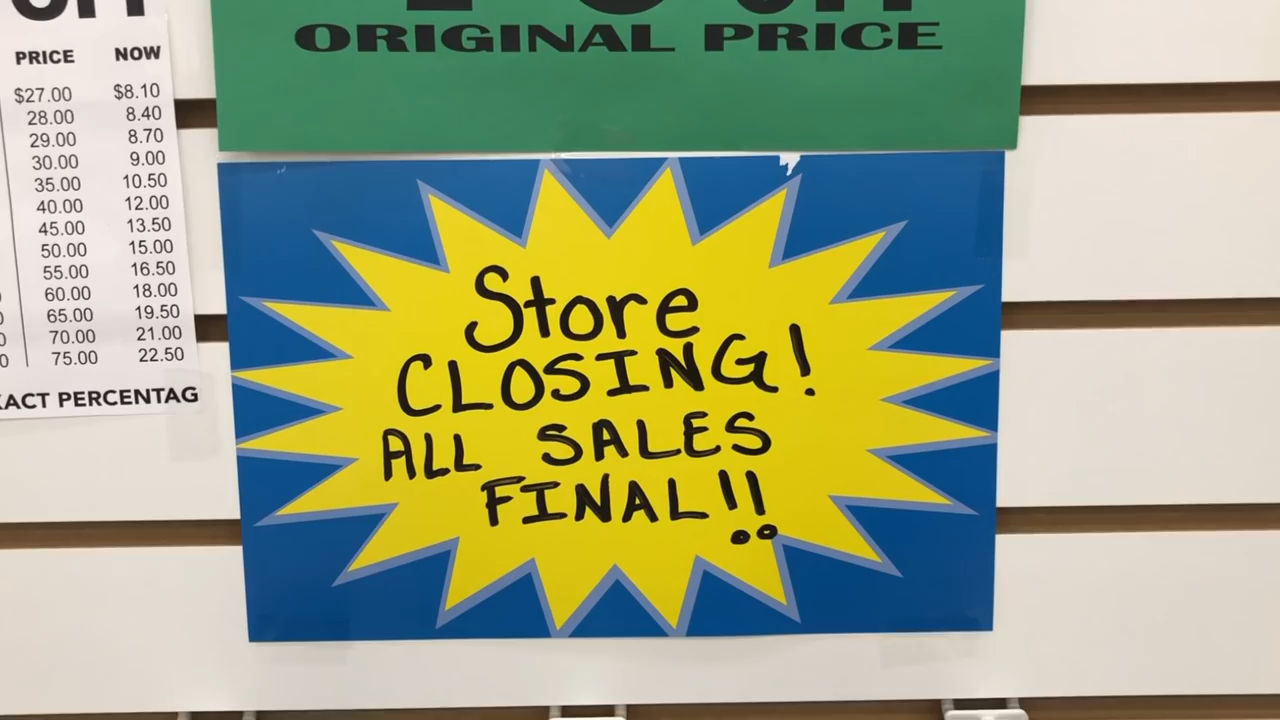 PRICE NOW
$27.00 $8.10
28.00 8.40
29.00 8.70
30.00 9.00
35.00 10.50
40.00 12.00
45.00 13.50
50.00 15.00
55.00 16.50
60.00 18.00
65.00 19.50
70.00 21.00
75.00 22.50
PERCENTAG
ORIGINAL PRICE
Store
CLOSING!
ALL SALES
FINAL!!